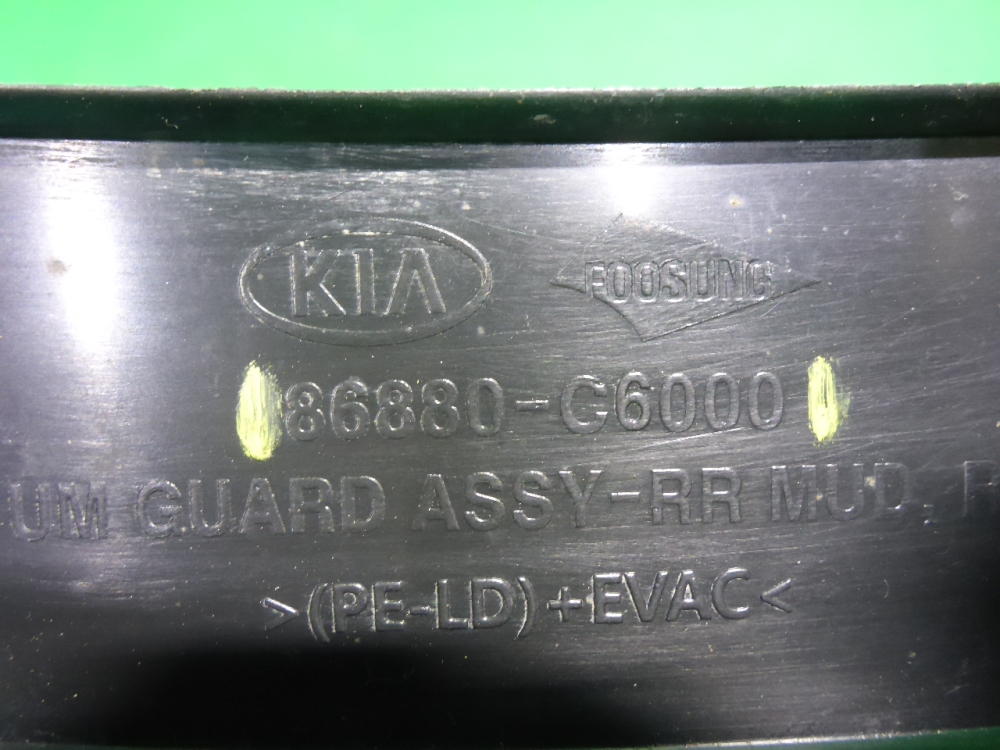 KIA FOOSUNG
86880-C6000
UM GUARD ASSY-RR MUD, R
>(PE-LD)+EVAC<